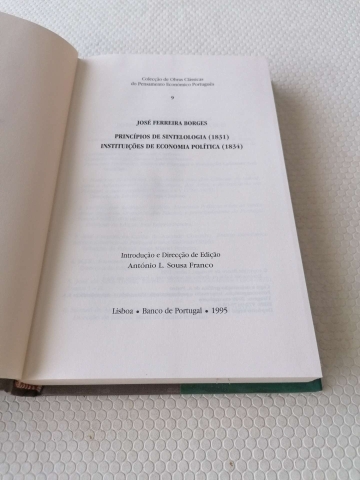 Colecção de Obras Clássicas
do Pensamento Económico Português
9
JOSÉ FERREIRA BORGES
PRINCÍPIOS DE SINTELOLOGIA (1831)
INSTITUIÇÕES DE ECONOMIA POLÍTICA (1834)
Introdução e Direcção de Edição
António L. Sousa Franco
Lisboa • Banco de Portugal • 1995